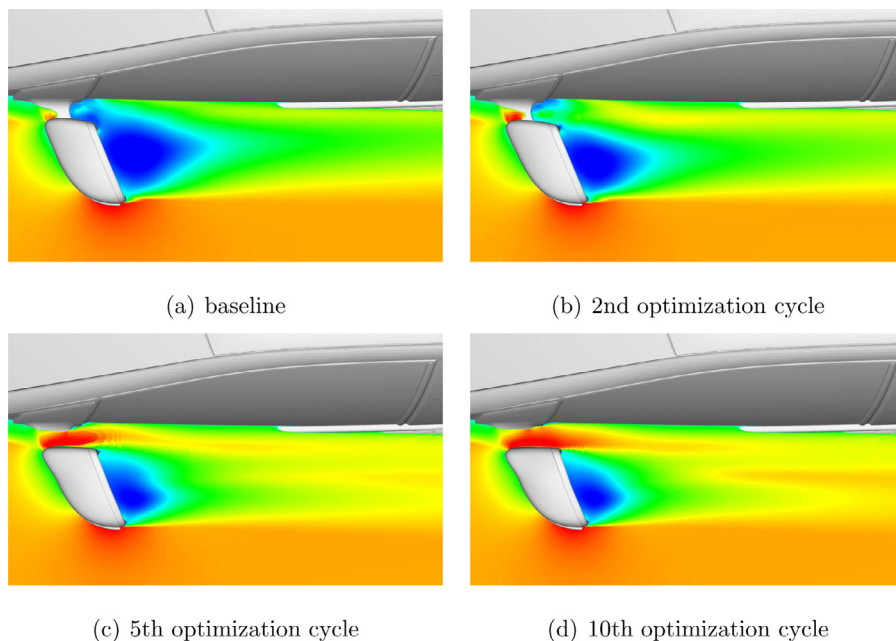 (a) baseline
(b) 2nd optimization cycle
(c) 5th optimization cycle
(d) 10th optimization cycle